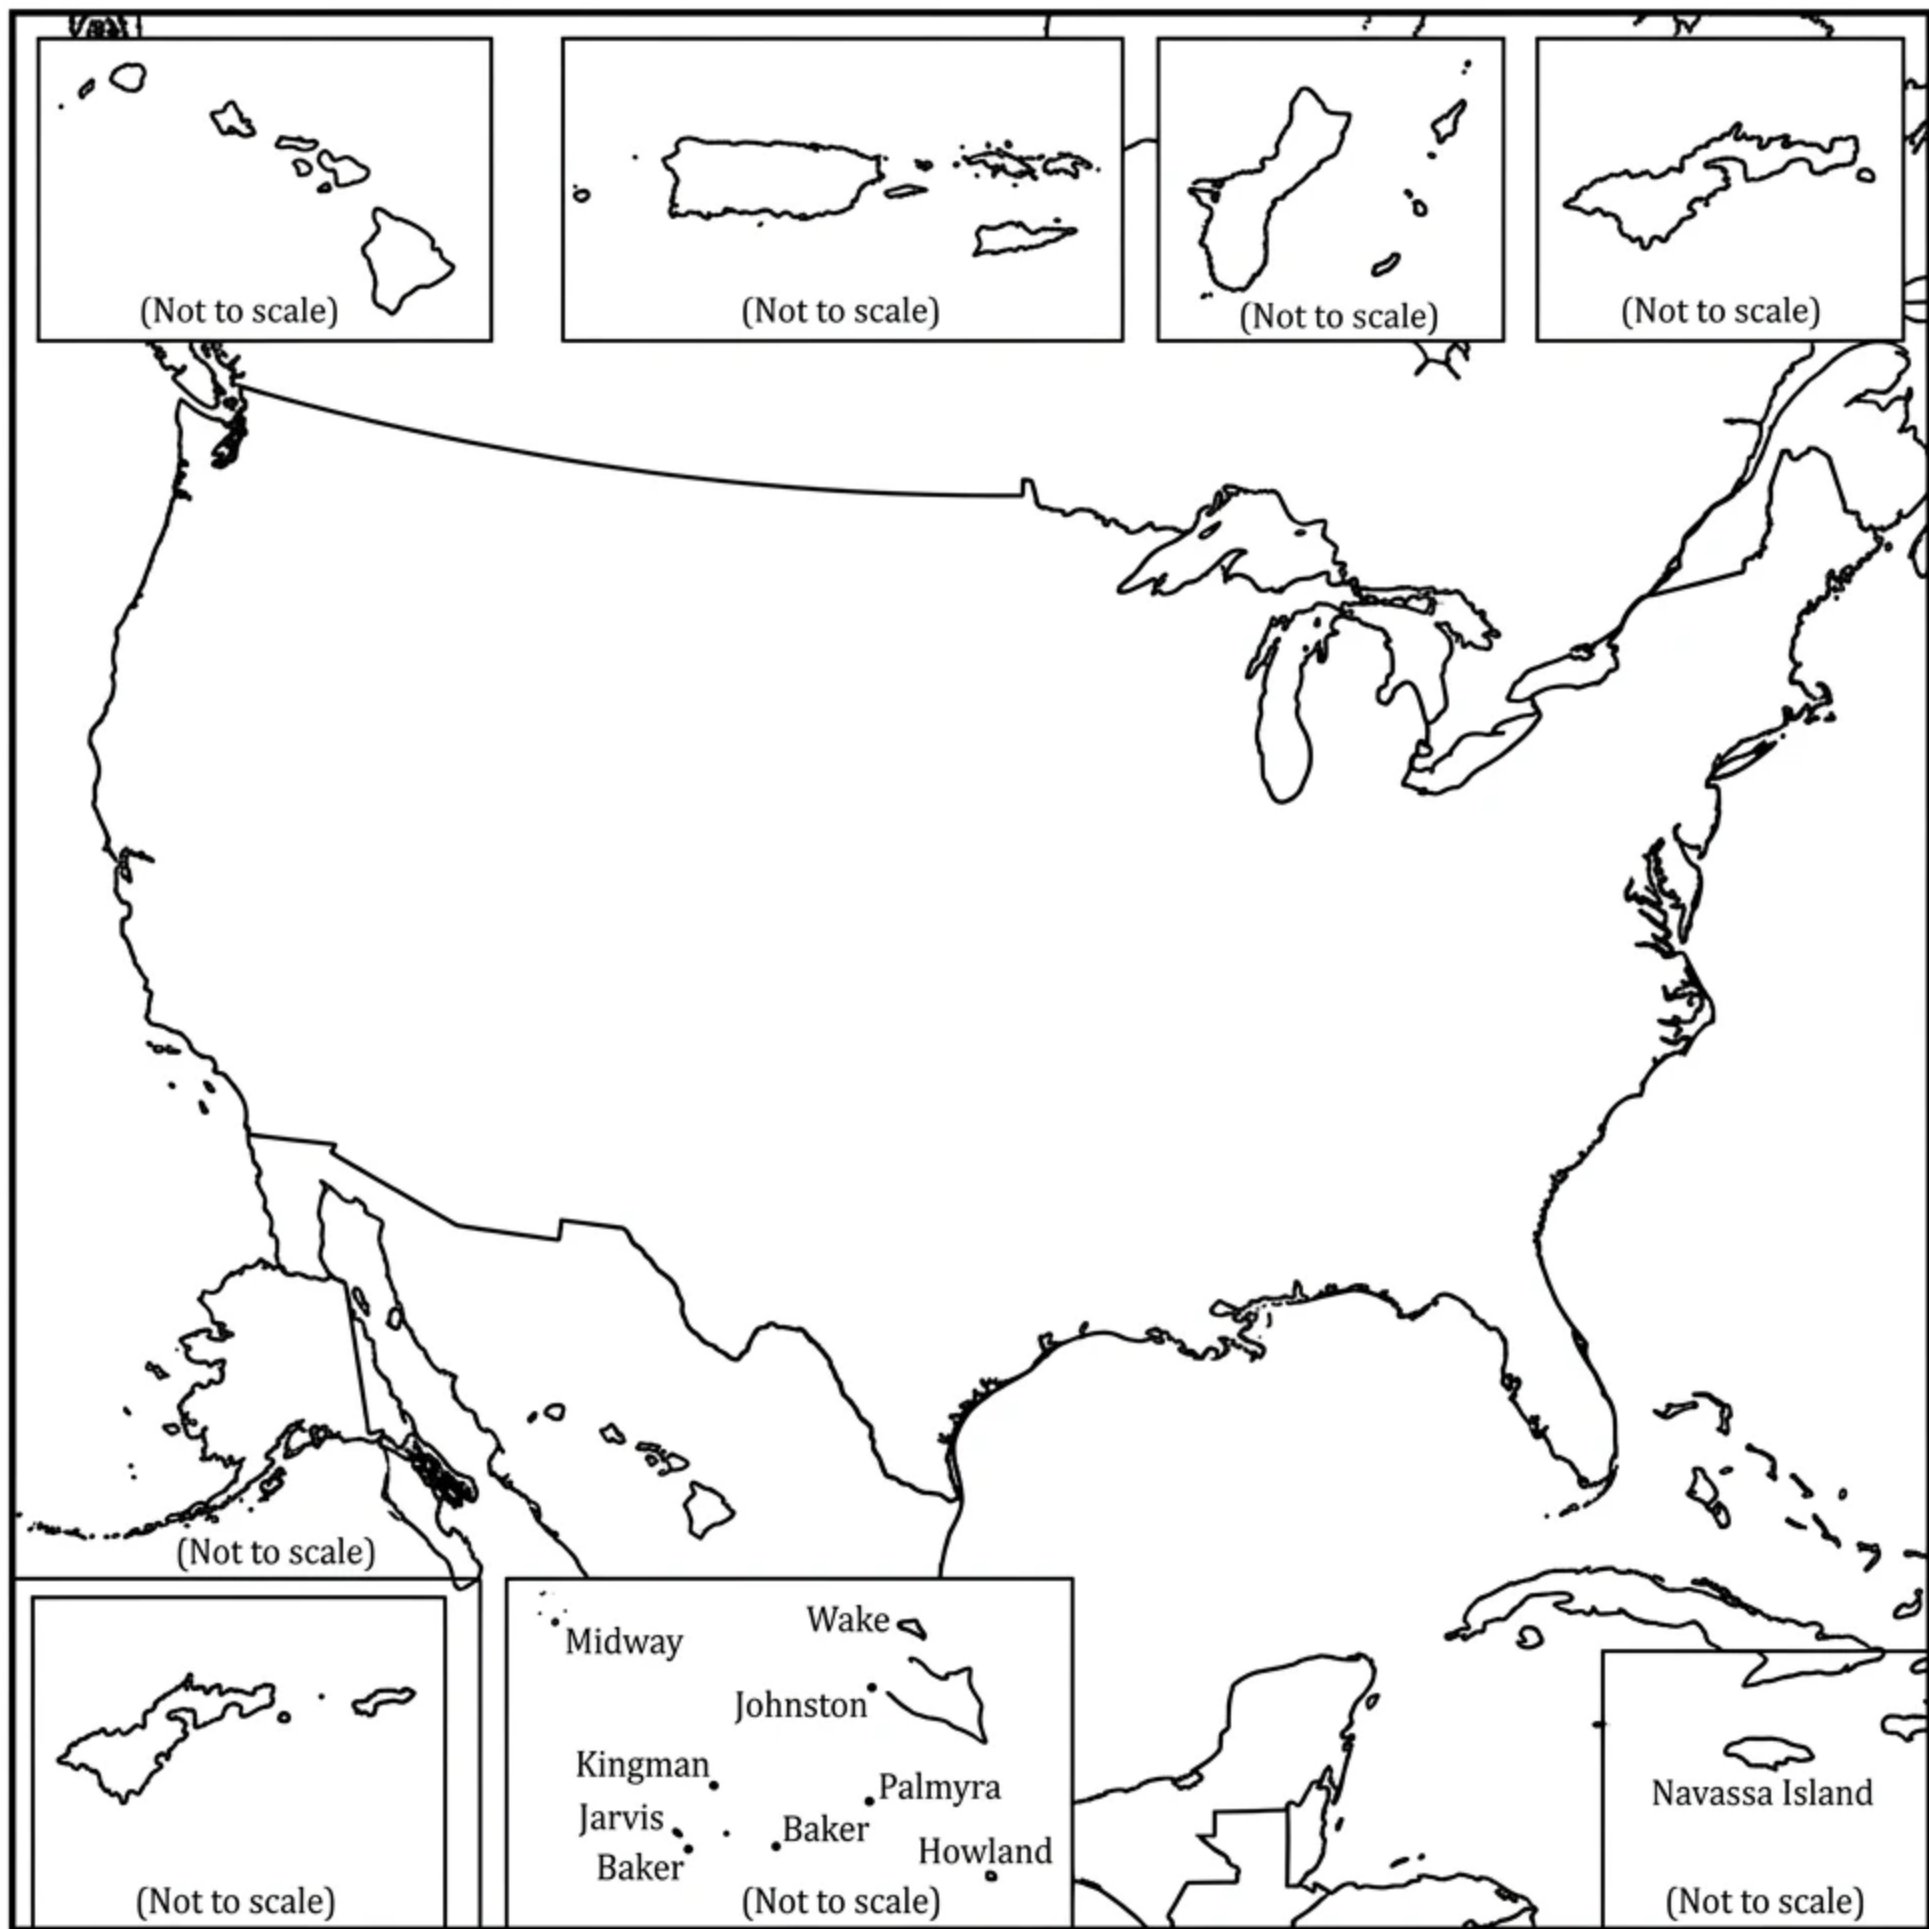 (Not to scale)
(Not to scale)
(Not to scale)
(Not to scale)
(Not to scale)
Midway
Wake
Johnston
Kingman
Palmyra
Jarvis
Baker
Baker
Howland
Navassa Island
(Not to scale)
(Not to scale)
(Not to scale)